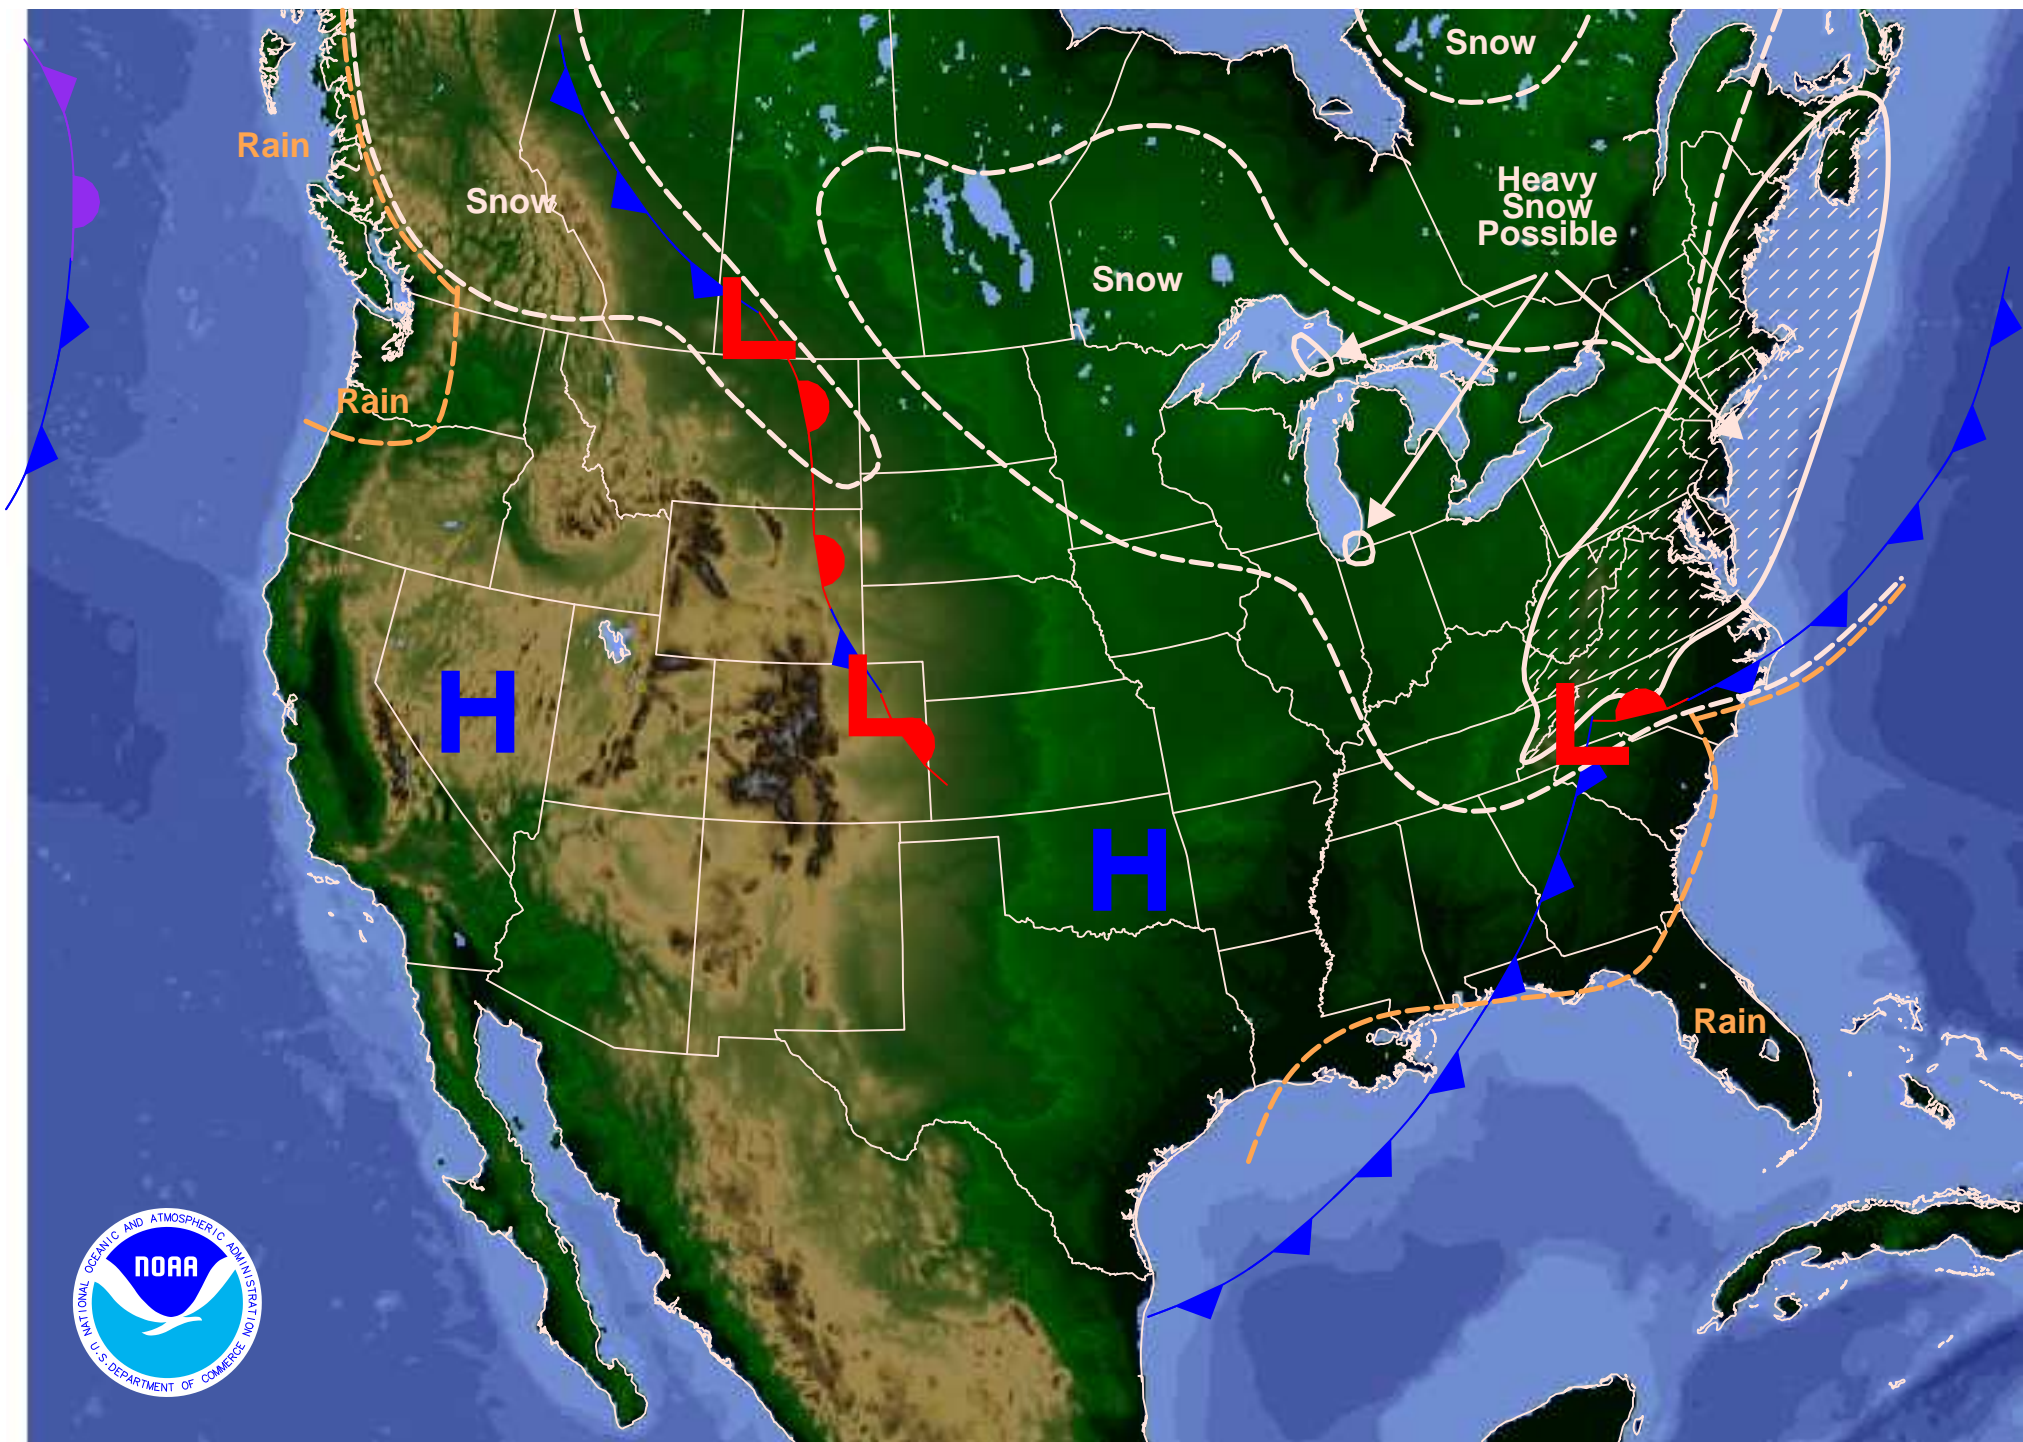 Snow
Rain
Heavy
Snow
Possible
Snow
Snow
L
Rain
H
L
L
H
Rain
NATIONAL OCEANIC AND ATMOSPHERIC ADMINISTRATION
NOAA
U.S. DEPARTMENT OF COMMERCE